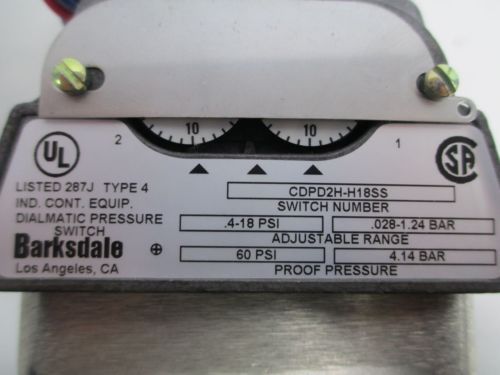 2
10
10
1
UL
SA
LISTED 287J TYPE 4
IND. CONT. EQUIP.
DIALMATIC PRESSURE
SWITCH
Barksdale
Los Angeles, CA
CDPD2H-H18SS
SWITCH NUMBER
.4-18 PSI
.028-1.24 BAR
ADJUSTABLE RANGE
60 PSI
4.14 BAR
PROOF PRESSURE